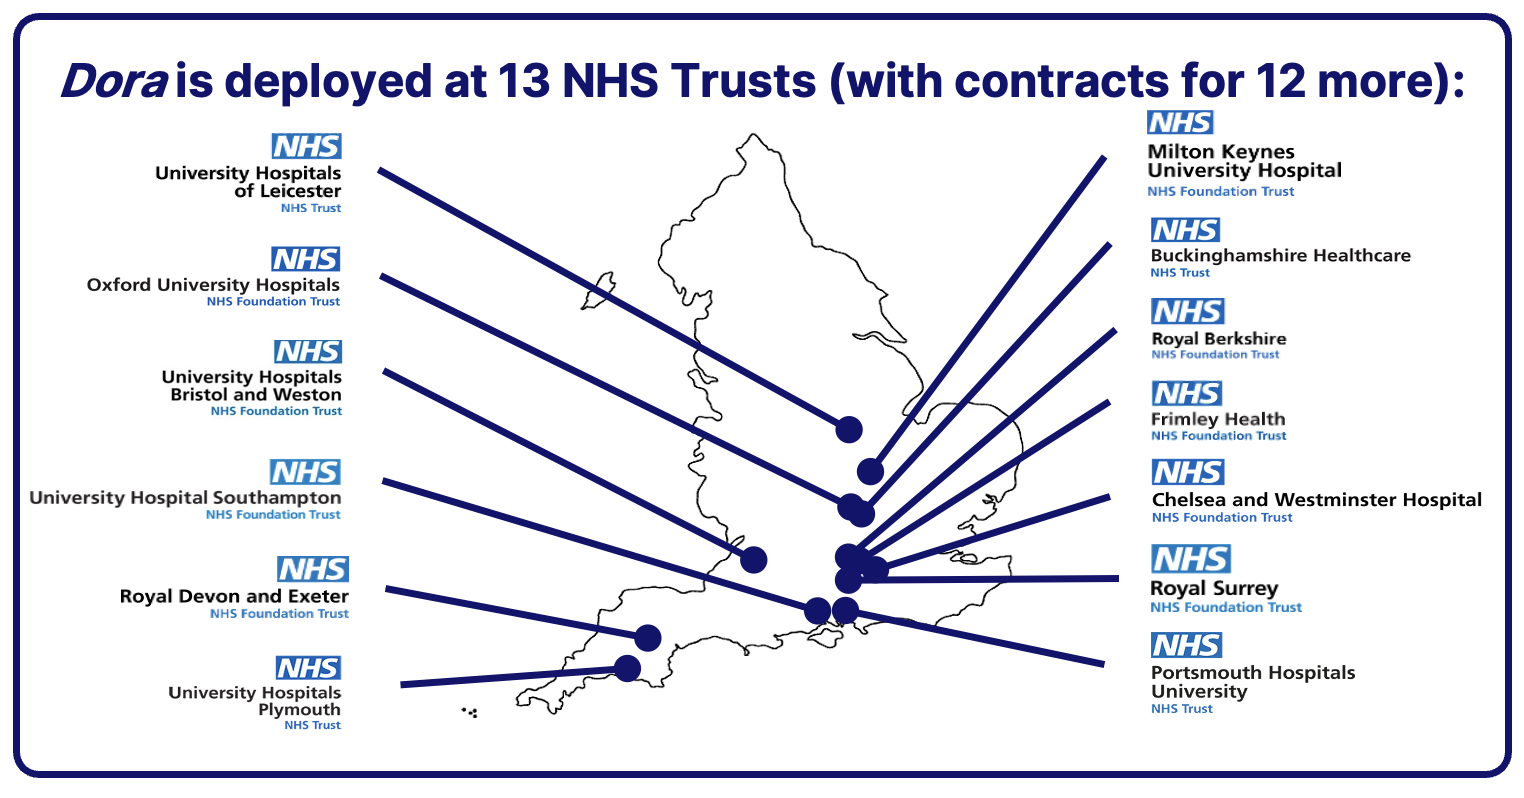 Dora is deployed at 13 NHS Trusts (with contracts for 12 more):
NHS
University Hospitals
of Leicester
NHS Trust
NHS
Oxford University Hospitals
NHS Foundation Trust
NHS
University Hospitals
Bristol and Weston
NHS Foundation Trust
NHS
University Hospital Southampton
NHS Foundation Trust
NHS
Royal Devon and Exeter
NHS Foundation Trust
NHS
University Hospitals
Plymouth
NHS Trust
NHS
Milton Keynes
University Hospital
NHS Foundation Trust
NHS
Buckinghamshire Healthcare
NHS Trust
NHS
Royal Berkshire
NHS Foundation Trust
NHS
Frimley Health
NHS Foundation Trust
NHS
Chelsea and Westminster Hospital
NHS Foundation Trust
NHS
Royal Surrey
NHS Foundation Trust
NHS
Portsmouth Hospitals
University
NHS Trust